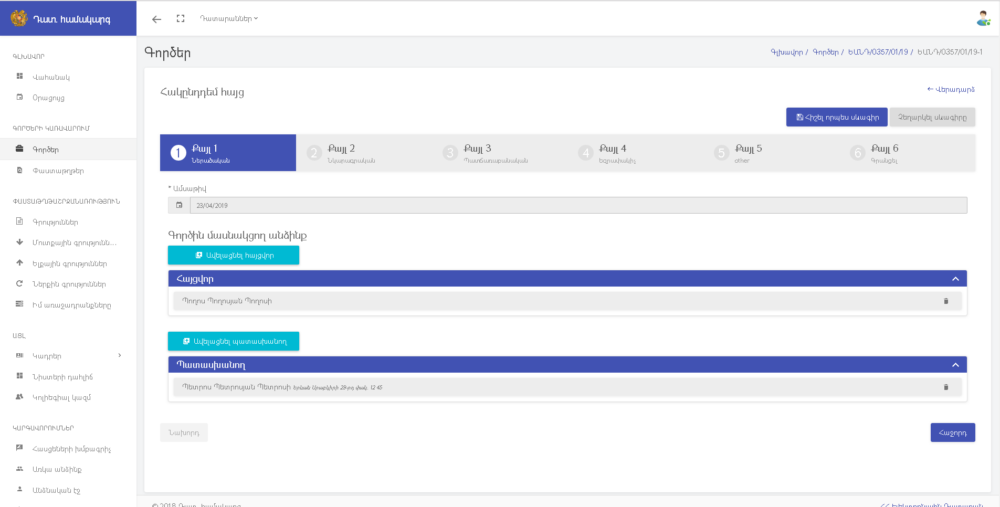 Դատ. համակարգ
Դատարաններ
ԳԼԽԱՎՈՐ
Վահանակ
Օրացույց
ԳՈՐԾԵՐԻ ԿԱՌԱՎԱՐՈՒՄ
Գործեր
Փաստաթղթեր
ՓԱՍՏԱԹՂԹԱՇՐՋԱՆԱՌՈՒԹՅՈՒՆ
Գրություններ
Մուտքային գրությունն...
Ելքային գրություններ
Ներքին գրություններ
Իմ առաջադրանքները
ԱՅԼ
Կադրեր
Նիստերի դահլիճ
Կոլիեգիալ կազմ
ԿԱՐԳԱՎՈՐՈՒՄՆԵՐ
Հասցեների խմբագրիչ
Առկա անձինք
Անձնական էջ
Գործեր
Գլխավոր / Գործեր / ԵԱՆԴ/0357/01/19 / ԵԱՆԴ/0357/01/19-1
Հակընդդեմ հայց
Վերադարձ
Հիշել որպես սևագիր
Չեղարկել սևագիրը
1 Քայլ 1
Ներածական
2 Քայլ 2
Նկարագրական
3 Քայլ 3
Պատճառաբանական
4 Քայլ 4
Եզրափակիչ
5 Քայլ 5
other
6 Քայլ 6
Գրանցել
* Ամսաթիվ
23/04/2019
Գործին մասնակցող անձինք
Ավելացնել հայցվոր
Հայցվոր
Պողոս Պողոսյան Պողոսի
Ավելացնել պատասխանող
Պատասխանող
Պետրոս Պետրոսյան Պետրոսի Երևան Արաբկիրի 29-րդ փակ. 12 45
Նախորդ
Հաջորդ
© 2018 Դատ. համակարգ
<< Էլեկտրոնային Դատարան